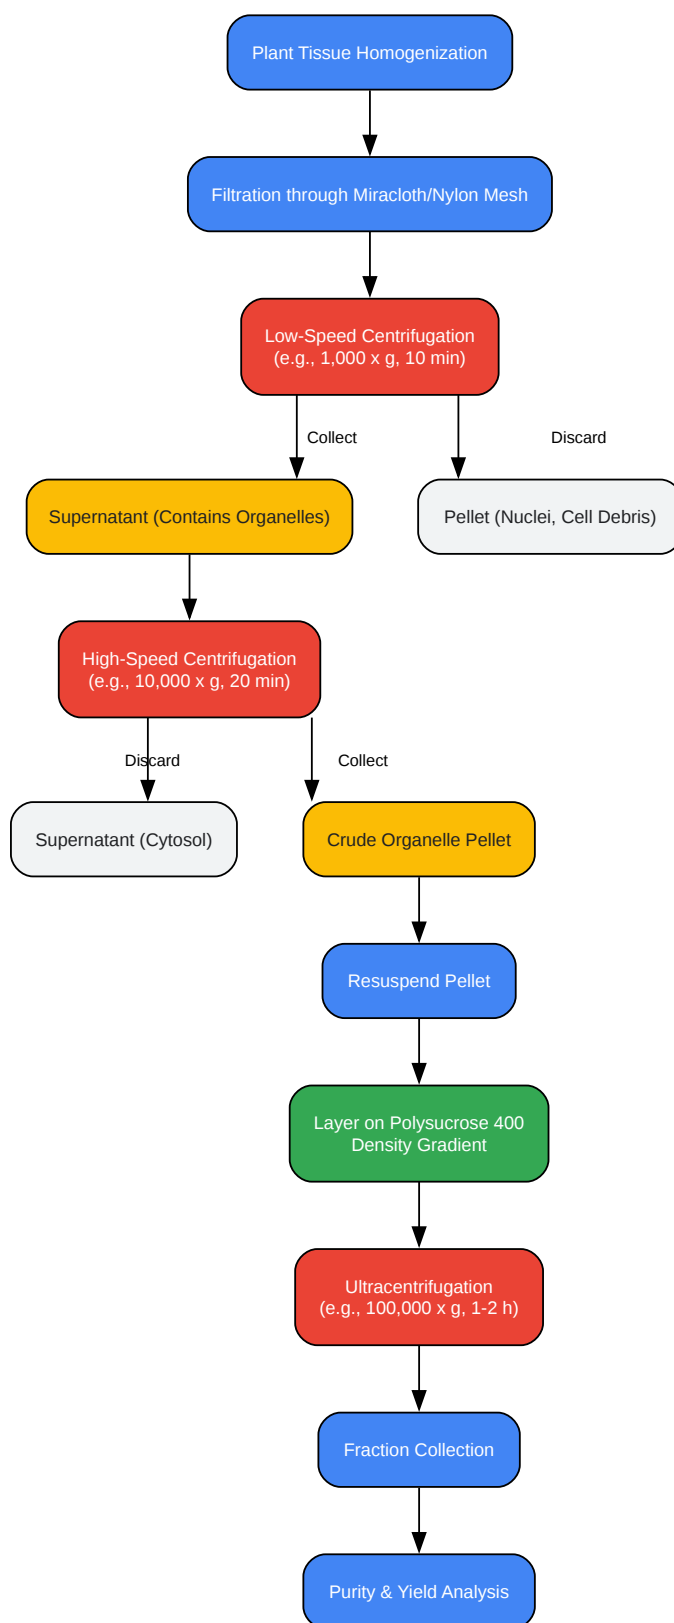 Plant Tissue Homogenization
Filtration through Miracloth/Nylon Mesh
Low-Speed Centrifugation
(e.g., 1,000 x g, 10 min)
Collect
Discard
Supernatant (Contains Organelles)
Pellet (Nuclei, Cell Debris)
High-Speed Centrifugation
(e.g., 10,000 x g, 20 min)
Discard
Collect
Supernatant (Cytosol)
Crude Organelle Pellet
Resuspend Pellet
Layer on Polysucrose 400
Density Gradient
Ultracentrifugation
(e.g., 100,000 x g, 1-2 h)
Fraction Collection
Purity & Yield Analysis